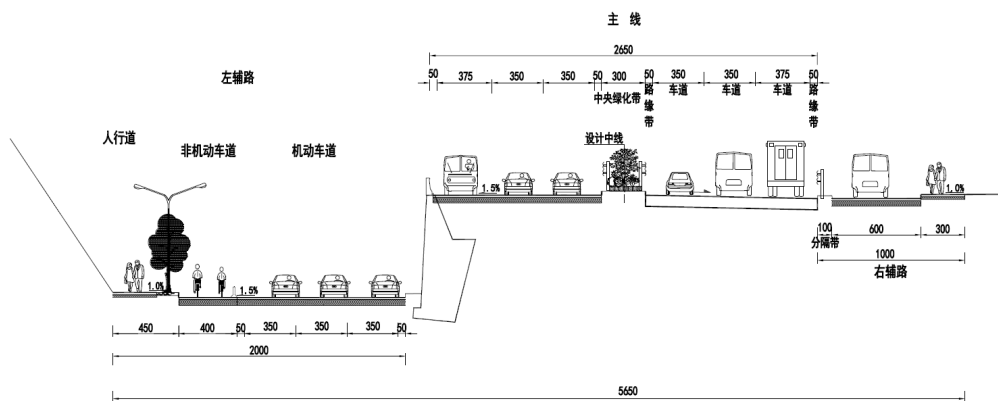 主 线
2650
50 375 350 350 50 300 50 350 350 375 50
左辅路
中央绿化带 路缘带 车道 车道 车道 路缘带
人行道
非机动车道
机动车道
设计中线
1.5%
1.0%
1.0%
1.5%
100 600 300
分隔带
1000
右辅路
450 400 50 350 350 350 50
2000
5650